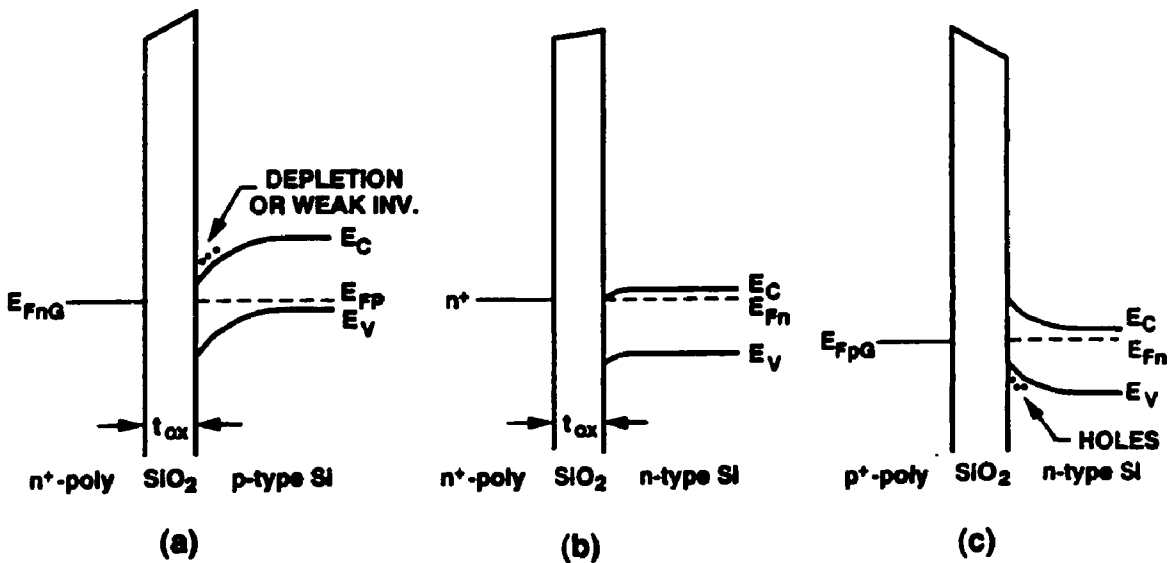 DEPLETION
OR WEAK INV.
E_C
E_FnG
E_FP
E_V
t_ox
n⁺-poly SiO₂ p-type Si
(a)
n⁺
E_C
E_Fn
E_V
t_ox
n⁺-poly SiO₂ n-type Si
(b)
E_C
E_FpG
E_Fn
E_V
HOLES
p⁺-poly SiO₂ n-type Si
(c)